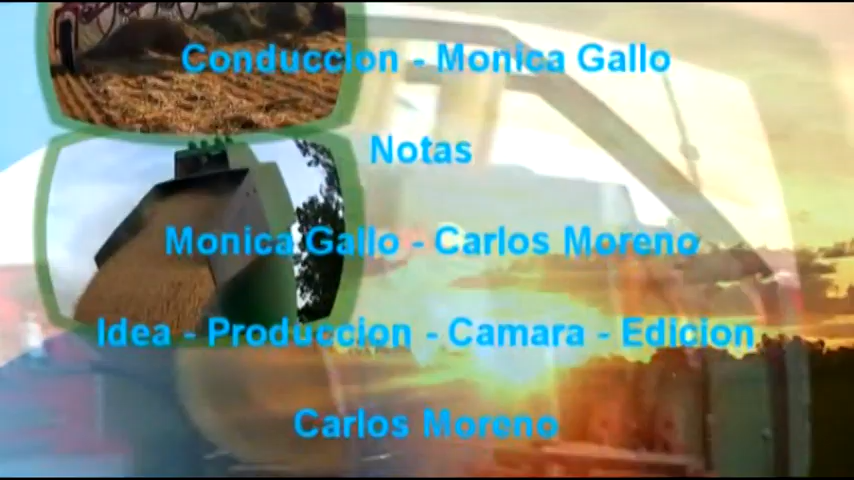 Conduccion - Monica Gallo
Notas
Monica Gallo - Carlos Moreno
Idea - Produccion - Camara - Edicion
Carlos Moreno